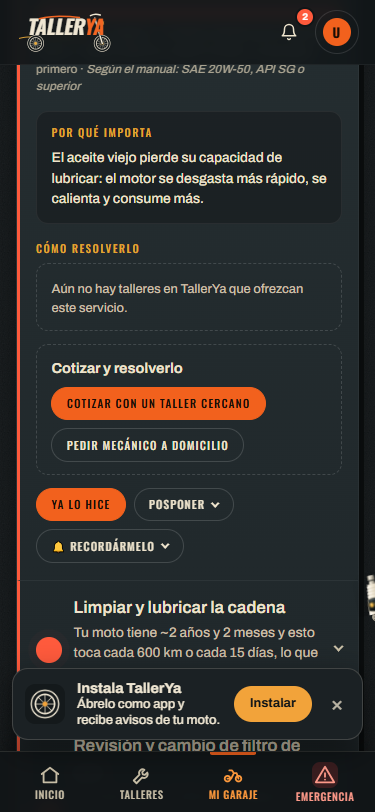 TALLERYA
2
U
primero · Según el manual: SAE 20W-50, API SG o
superior
POR QUÉ IMPORTA
El aceite viejo pierde su capacidad de
lubricar: el motor se desgasta más rápido, se
calienta y consume más.
CÓMO RESOLVERLO
Aún no hay talleres en TallerYa que ofrezcan
este servicio.
Cotizar y resolverlo
COTIZAR CON UN TALLER CERCANO
PEDIR MECÁNICO A DOMICILIO
YA LO HICE
POSPONER
RECORDÁRMELO
Limpiar y lubricar la cadena
Tu moto tiene ~2 años y 2 meses y esto
toca cada 600 km o cada 15 días, lo que
Instala TallerYa
Ábrelo como app y
recibe avisos de tu moto.
Instalar
Revisión y cambio de filtro de
INICIO
TALLERES
MI GARAJE
EMERGENCIA